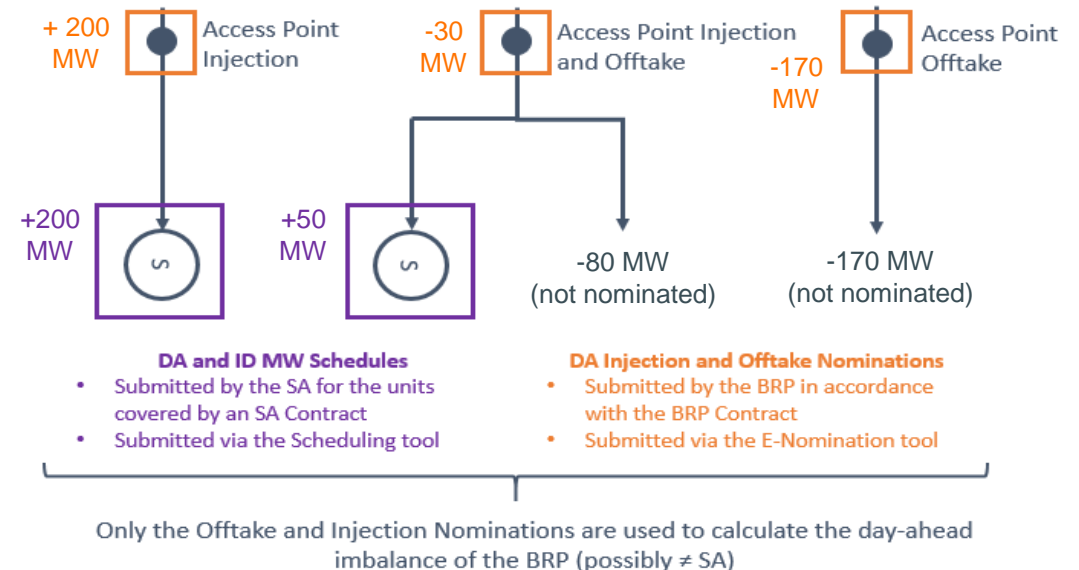 + 200
MW
Access Point
Injection
-30
MW
Access Point Injection
and Offtake
-170
MW
Access Point
Offtake
+200
MW
S
+50
MW
S
-80 MW
(not nominated)
-170 MW
(not nominated)
DA and ID MW Schedules
• Submitted by the SA for the units
covered by an SA Contract
• Submitted via the Scheduling tool
DA Injection and Offtake Nominations
• Submitted by the BRP in accordance
with the BRP Contract
• Submitted via the E-Nomination tool
Only the Offtake and Injection Nominations are used to calculate the day-ahead
imbalance of the BRP (possibly ≠ SA)